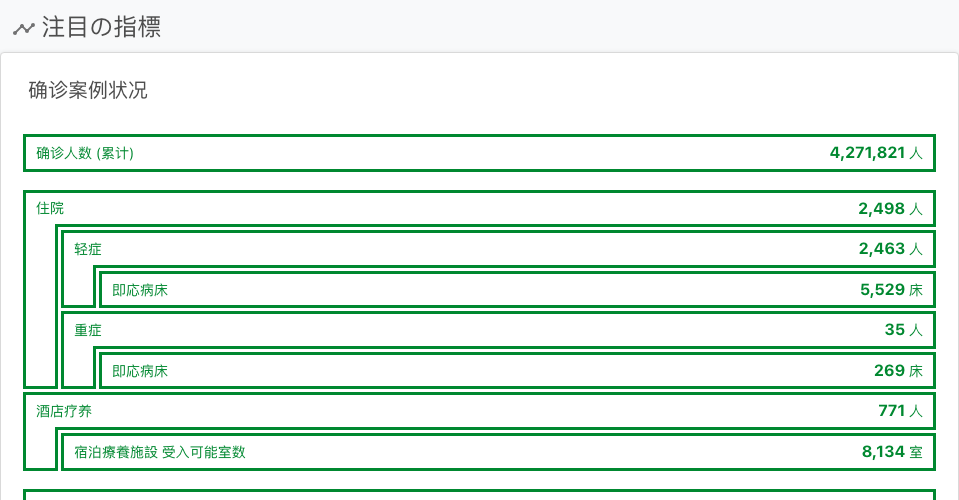 注目の指標
确诊案例状况
确诊人数 (累计) 4,271,821 人
住院 2,498 人
轻症 2,463 人
即応病床 5,529 床
重症 35 人
即応病床 269 床
酒店疗养 771 人
宿泊療養施設 受入可能室数 8,134 室